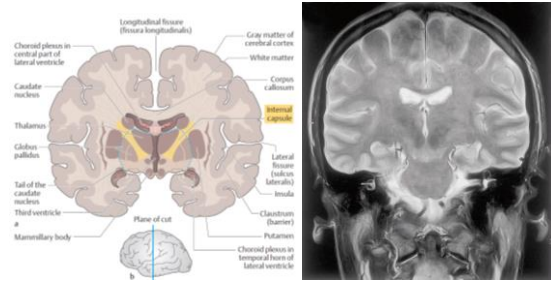 Longitudinal fissure
(fissura longitudinalis)
Choroid plexus in
central part of
lateral ventricle
Caudate
nucleus
Thalamus
Globus
pallidus
Tail of the
caudate
nucleus
Third ventricle
a
Mammillary body
Gray matter of
cerebral cortex
White matter
Corpus
callosum
Internal
capsule
Lateral
fissure
(sulcus
lateralis)
Insula
Claustrum
(barrier)
Putamen
Choroid plexus in
temporal horn of
lateral ventricle
Plane of cut
b